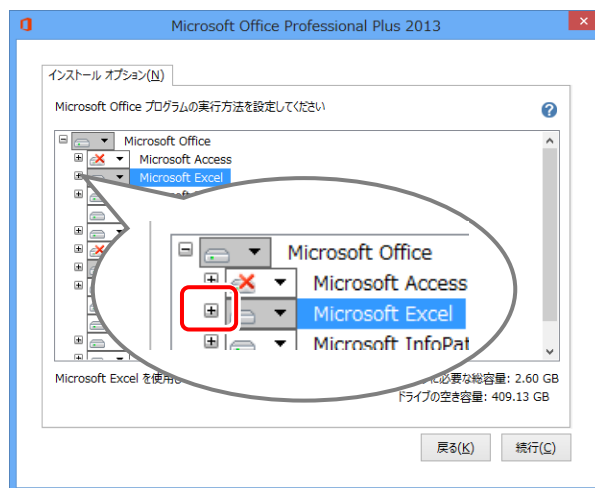 Microsoft Office Professional Plus 2013
インストール オプション(N)
Microsoft Office プログラムの実行方法を設定してください
Microsoft Office
Microsoft Access
Microsoft Excel
Microsoft Office
Microsoft Access
Microsoft Excel
Microsoft InfoPat
Microsoft Excel を使用
必要な総容量: 2.60 GB
ドライブの空き容量: 409.13 GB
戻る(K)
続行(C)